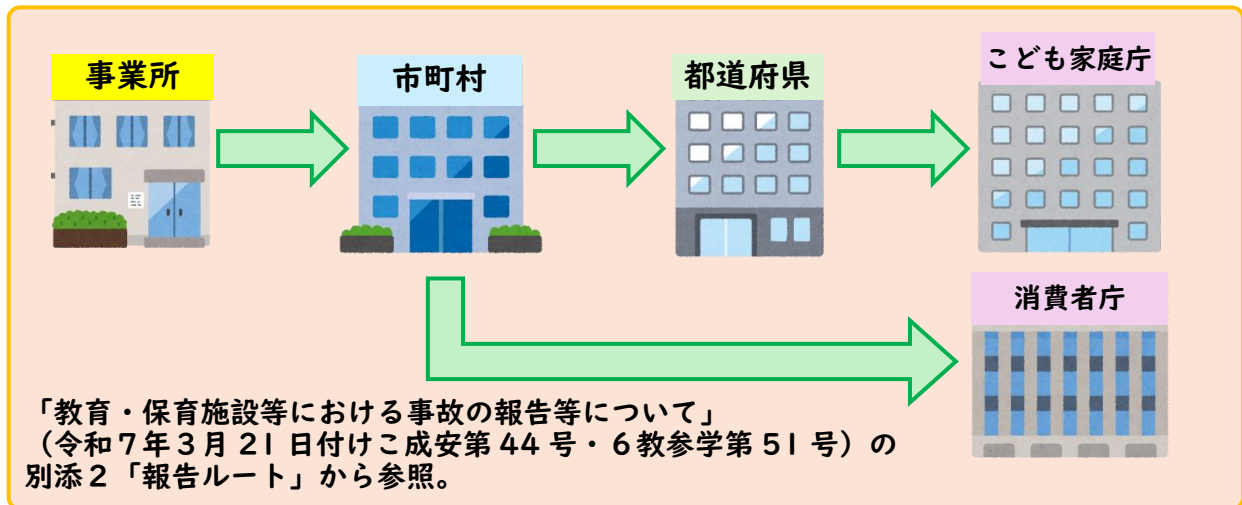 事業所
市町村
都道府県
こども家庭庁
消費者庁
「教育・保育施設等における事故の報告等について」
（令和７年３月 21 日付けこ成安第 44 号・６教参学第 51 号）の
別添２「報告ルート」から参照。